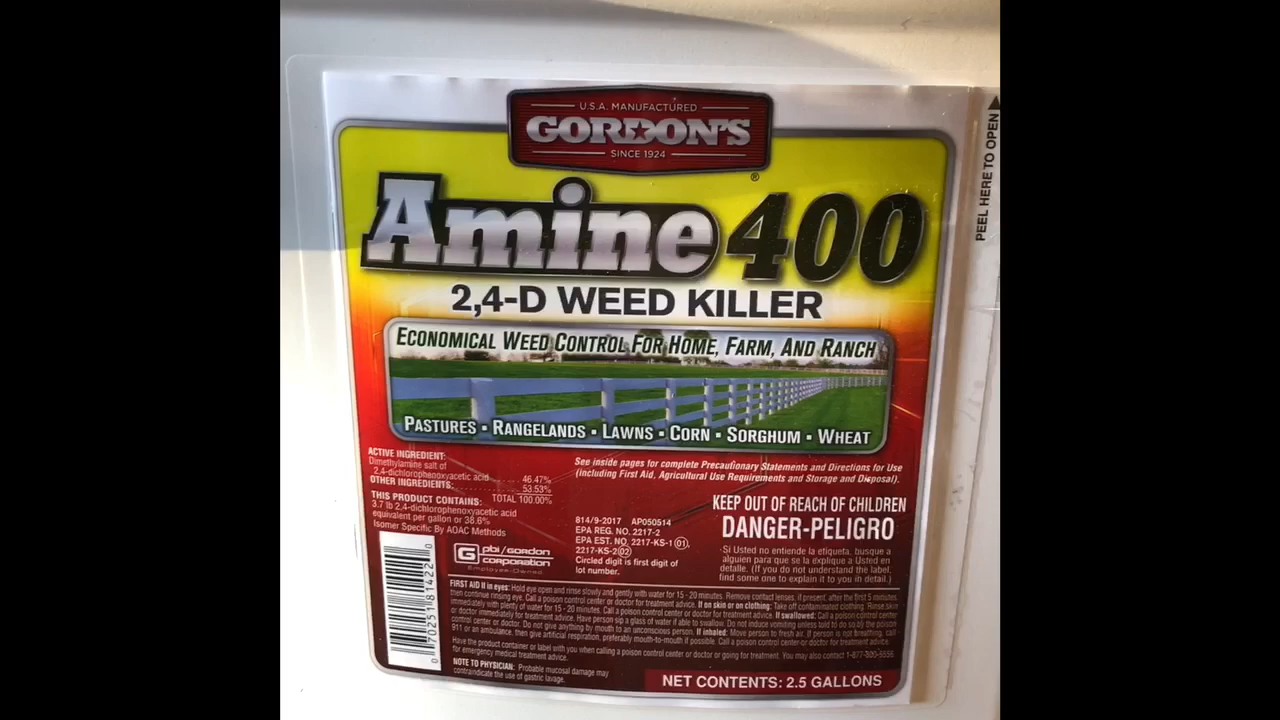 U.S.A. MANUFACTURED
GORDON'S
SINCE 1924
®
PEEL HERE TO OPEN
Amine 400
2,4-D WEED KILLER
ECONOMICAL WEED CONTROL FOR HOME, FARM, AND RANCH
PASTURES ▪ RANGELANDS ▪ LAWNS ▪ CORN ▪ SORGHUM ▪ WHEAT
ACTIVE INGREDIENT:
Dimethylamine salt of
2,4-dichlorophenoxyacetic acid 46.47%
OTHER INGREDIENTS: 53.53%
TOTAL 100.00%
THIS PRODUCT CONTAINS:
3.7 lb 2,4-dichlorophenoxyacetic acid
equivalent per gallon or 38.6%
Isomer Specific By AOAC Methods
See inside pages for complete Precautionary Statements and Directions for Use
(including First Aid, Agricultural Use Requirements and Storage and Disposal).
814/9-2017 AP050514
EPA REG. NO. 2217-2
EPA EST. NO. 2217-KS-1(01),
2217-KS-2(02)
Circled digit is first digit of
lot number.
KEEP OUT OF REACH OF CHILDREN
DANGER-PELIGRO
Si Usted no entiende la etiqueta, busque a
alguien para que se la explique a Usted en
detalle. (If you do not understand the label,
find some one to explain it to you in detail.)
G pbi/gordon
corporation
Employee-Owned
0 70251 81422 0
FIRST AID If in eyes: Hold eye open and rinse slowly and gently with water for 15 - 20 minutes. Remove contact lenses, if present, after the first 5 minutes,
then continue rinsing eye. Call a poison control center or doctor for treatment advice. If on skin or on clothing: Take off contaminated clothing. Rinse skin
immediately with plenty of water for 15 - 20 minutes. Call a poison control center or doctor for treatment advice. If swallowed: Call a poison control center
or doctor immediately for treatment advice. Have person sip a glass of water if able to swallow. Do not induce vomiting unless told to do so by the poison
control center or doctor. Do not give anything by mouth to an unconscious person. If inhaled: Move person to fresh air. If person is not breathing, call
911 or an ambulance, then give artificial respiration, preferably mouth-to-mouth if possible. Call a poison control center or doctor for treatment advice.
Have the product container or label with you when calling a poison control center or doctor or going for treatment. You may also contact 1-877-
for emergency medical treatment advice.
NOTE TO PHYSICIAN: Probable mucosal damage may
contraindicate the use of gastric lavage.
NET CONTENTS: 2.5 GALLONS